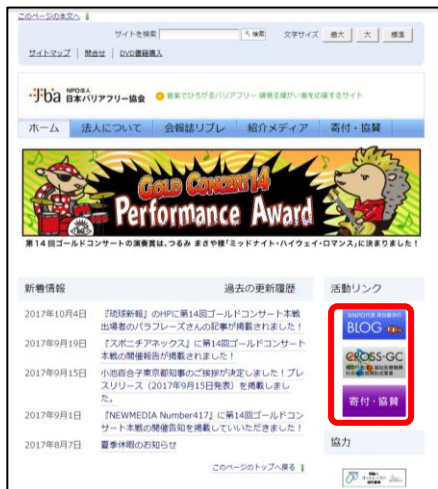 このページの本文へ
サイトを検索 検索 文字サイズ 最大 大 標準
サイトマップ | 問合せ | DVD書籍購入
jba NPO法人 日本バリアフリー協会
音楽でひろがるバリアフリー 頑張る障がい者を応援するサイト
ホーム 法人について 会報誌リブレ 紹介メディア 寄付・協賛
GOLD CONCERT14
Performance Award
第14回ゴールドコンサートの演奏賞は、つるみ まさや様「ミッドナイト・ハイウェイ・ロマンス」に決まりました！
新着情報 過去の更新履歴
2017年10月4日 『琉球新報』のHPに第14回ゴールドコンサート本戦
出場者のパラフレーズさんの記事が掲載されました！
2017年9月19日 『スポニチアネックス』に第14回ゴールドコンサート
本戦の開催報告が掲載されました！
2017年9月15日 小池百合子東京都知事のご挨拶が決定しました！プレ
スリリース（2017年9月15日発表）を掲載しまし
た。
2017年9月1日 『NEWMEDIA Number417』に第14回ゴールドコン
サート本戦の開催告知を掲載していいただきました！
2017年8月7日 夏季休暇のお知らせ
このページのトップへ戻る
活動リンク
BLOG
CROSS-GC
寄付・協賛
協力